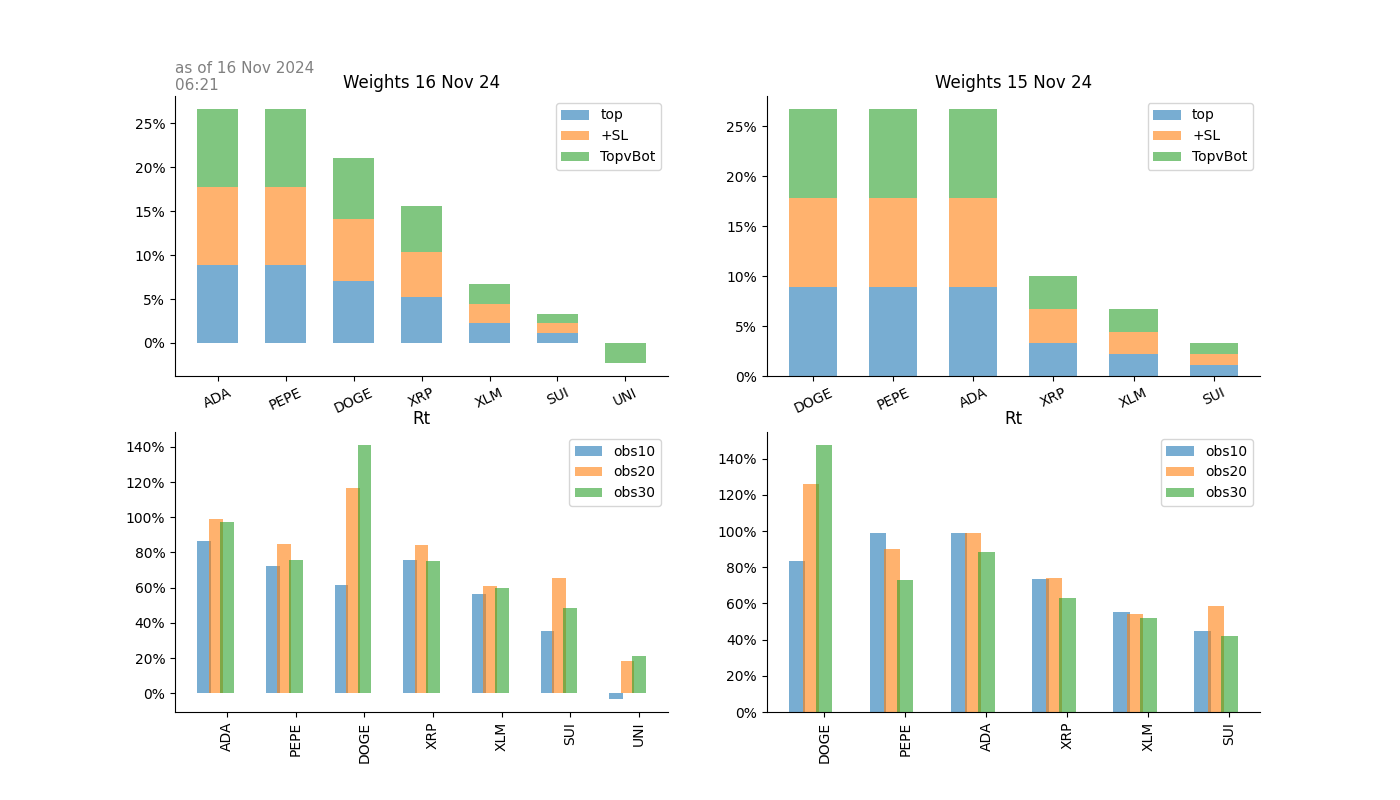 as of 16 Nov 2024
06:21
Weights 16 Nov 24
25%
20%
15%
10%
5%
0%
top
+SL
TopvBot
ADA
PEPE
DOGE
XRP
XLM
SUI
UNI
Weights 15 Nov 24
25%
20%
15%
10%
5%
0%
top
+SL
TopvBot
DOGE
PEPE
ADA
XRP
XLM
SUI
Rt
140%
120%
100%
80%
60%
40%
20%
0%
obs10
obs20
obs30
ADA
PEPE
DOGE
XRP
XLM
SUI
UNI
Rt
140%
120%
100%
80%
60%
40%
20%
0%
obs10
obs20
obs30
DOGE
PEPE
ADA
XRP
XLM
SUI